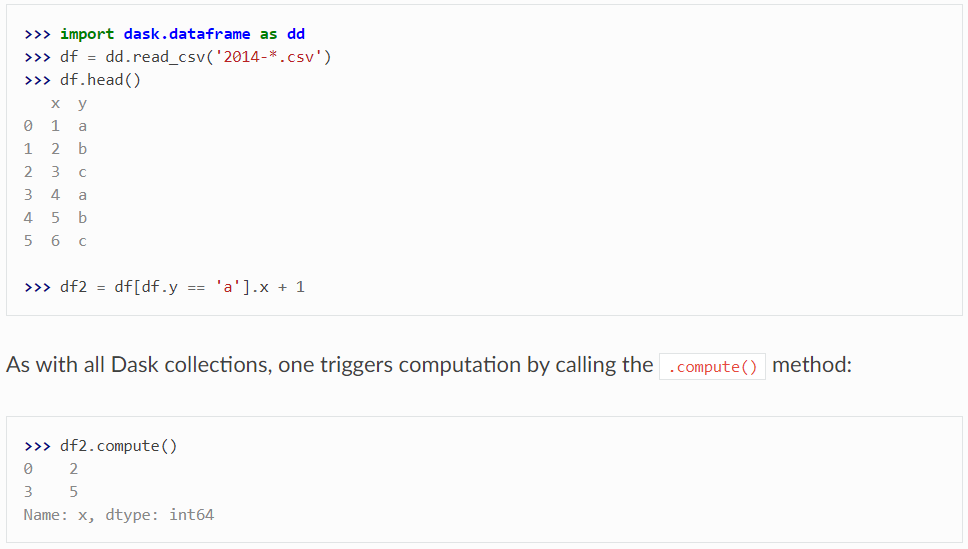 >>> import dask.dataframe as dd
>>> df = dd.read_csv('2014-*.csv')
>>> df.head()
   x  y
0  1  a
1  2  b
2  3  c
3  4  a
4  5  b
5  6  c
>>> df2 = df[df.y == 'a'].x + 1
As with all Dask collections, one triggers computation by calling the .compute() method:
>>> df2.compute()
0    2
3    5
Name: x, dtype: int64